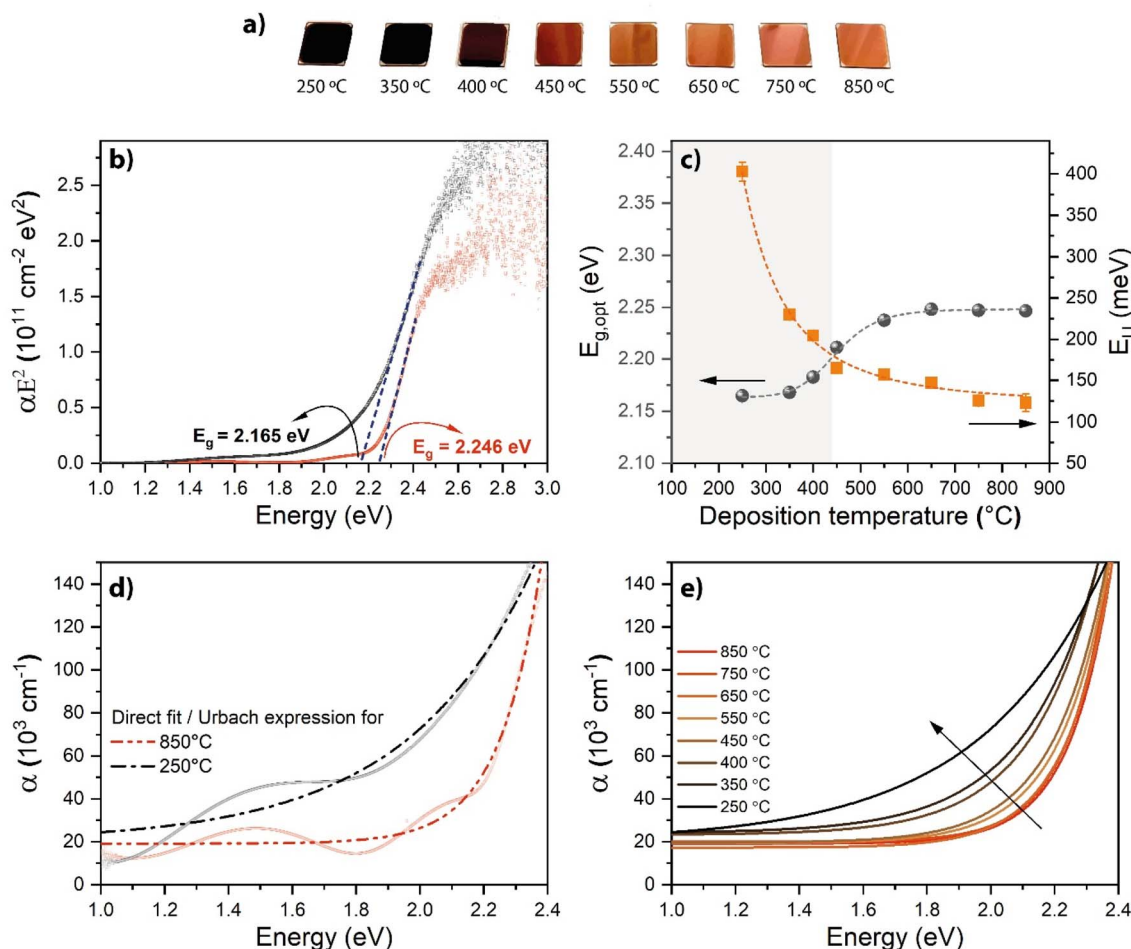 a)
250 ºC 350 ºC 400 ºC 450 ºC 550 ºC 650 ºC 750 ºC 850 ºC
b)
αE² (10¹¹ cm⁻² eV²)
2.5
2.0
1.5
1.0
0.5
0.0
E_g = 2.165 eV
E_g = 2.246 eV
1.0 1.2 1.4 1.6 1.8 2.0 2.2 2.4 2.6 2.8 3.0
Energy (eV)
c)
E_g,opt (eV)
2.40
2.35
2.30
2.25
2.20
2.15
2.10
400
350
300
250
200
150
100
50
E_U (meV)
100 200 300 400 500 600 700 800 900
Deposition temperature (°C)
d)
α (10³ cm⁻¹)
140
120
100
80
60
40
20
0
Direct fit / Urbach expression for
850°C
250°C
1.0 1.2 1.4 1.6 1.8 2.0 2.2 2.4
Energy (eV)
e)
α (10³ cm⁻¹)
140
120
100
80
60
40
20
0
850 °C
750 °C
650 °C
550 °C
450 °C
400 °C
350 °C
250 °C
1.0 1.2 1.4 1.6 1.8 2.0 2.2 2.4
Energy (eV)